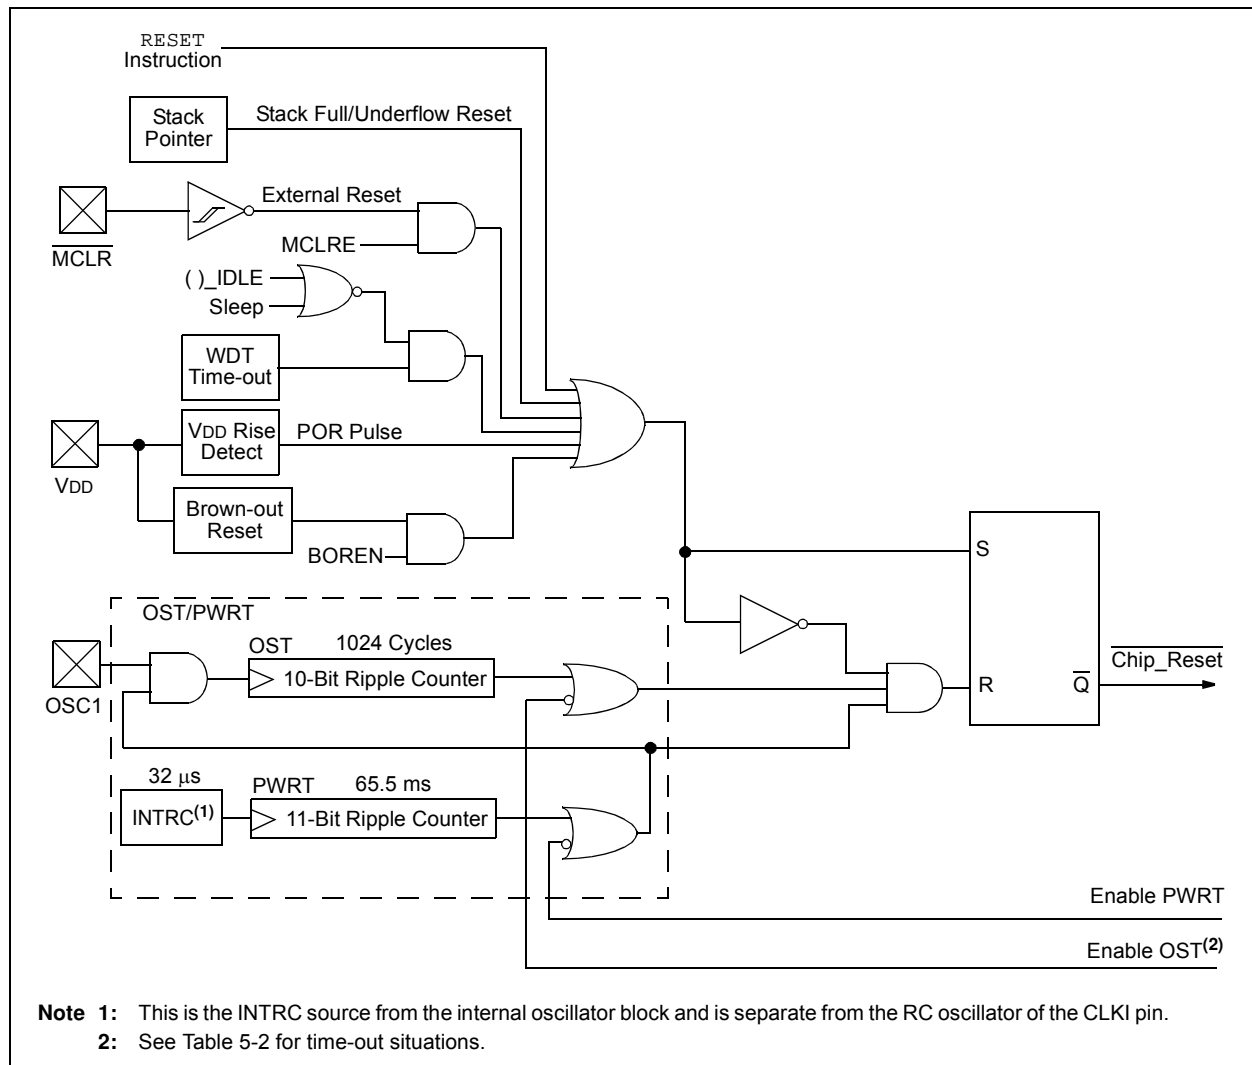 RESET
Instruction
Stack
Pointer
Stack Full/Underflow Reset
External Reset
MCLR
MCLRE
( )_IDLE
Sleep
WDT
Time-out
VDD Rise
Detect
POR Pulse
VDD
Brown-out
Reset
BOREN
S
OST/PWRT
OST
1024 Cycles
10-Bit Ripple Counter
OSC1
R
Q
Chip_Reset
32 μs
INTRC(1)
PWRT
65.5 ms
11-Bit Ripple Counter
Enable PWRT
Enable OST(2)
Note 1: This is the INTRC source from the internal oscillator block and is separate from the RC oscillator of the CLKI pin.
2: See Table 5-2 for time-out situations.